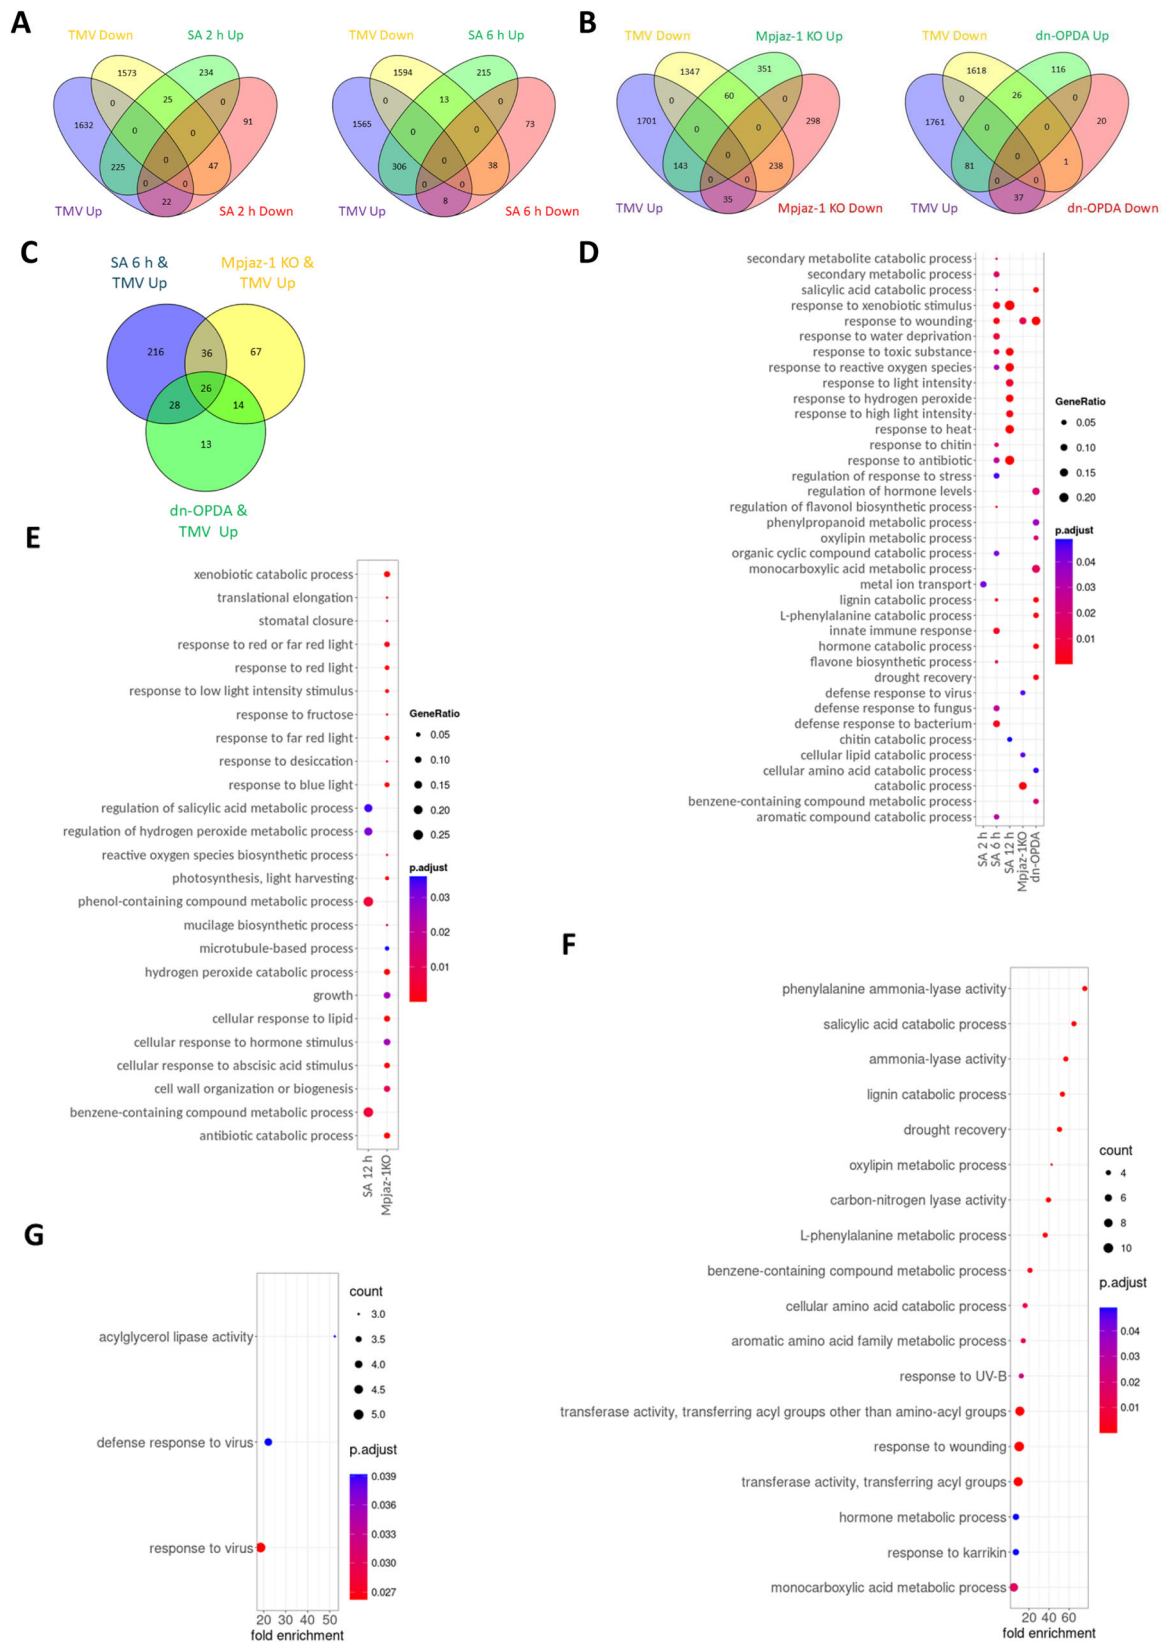 A
TMV Down
SA 2 h Up
1573
234
0
25
0
1632
91
0
0
225
0
47
0
0
22
TMV Up
SA 2 h Down
TMV Down
SA 6 h Up
1594
215
0
13
0
1565
73
0
0
306
0
38
0
0
8
TMV Up
SA 6 h Down
B
TMV Down
Mpjaz-1 KO Up
1347
351
0
60
0
1701
298
0
0
143
0
238
0
0
35
TMV Up
Mpjaz-1 KO Down
TMV Down
dn-OPDA Up
1618
116
0
26
0
1761
20
0
0
81
0
1
0
0
37
TMV Up
dn-OPDA Down
C
SA 6 h &
TMV Up
Mpjaz-1 KO &
TMV Up
216
36
67
26
28
14
13
dn-OPDA &
TMV Up
D
secondary metabolite catabolic process
secondary metabolic process
salicylic acid catabolic process
response to xenobiotic stimulus
response to wounding
response to water deprivation
response to toxic substance
response to reactive oxygen species
response to light intensity
response to hydrogen peroxide
response to high light intensity
response to heat
response to chitin
response to antibiotic
regulation of response to stress
regulation of hormone levels
regulation of flavonol biosynthetic process
phenylpropanoid metabolic process
oxylipin metabolic process
organic cyclic compound catabolic process
monocarboxylic acid metabolic process
metal ion transport
lignin catabolic process
L-phenylalanine catabolic process
innate immune response
hormone catabolic process
flavone biosynthetic process
drought recovery
defense response to virus
defense response to fungus
defense response to bacterium
chitin catabolic process
cellular lipid catabolic process
cellular amino acid catabolic process
catabolic process
benzene-containing compound metabolic process
aromatic compound catabolic process
SA 2 h
SA 6 h
SA 12 h
Mpjaz-1KO
dn-OPDA
GeneRatio
0.05
0.10
0.15
0.20
p.adjust
0.04
0.03
0.02
0.01
E
xenobiotic catabolic process
translational elongation
stomatal closure
response to red or far red light
response to red light
response to low light intensity stimulus
response to fructose
response to far red light
response to desiccation
response to blue light
regulation of salicylic acid metabolic process
regulation of hydrogen peroxide metabolic process
reactive oxygen species biosynthetic process
photosynthesis, light harvesting
phenol-containing compound metabolic process
mucilage biosynthetic process
microtubule-based process
hydrogen peroxide catabolic process
growth
cellular response to lipid
cellular response to hormone stimulus
cellular response to abscisic acid stimulus
cell wall organization or biogenesis
benzene-containing compound metabolic process
antibiotic catabolic process
SA 12 h
Mpjaz-1KO
GeneRatio
0.05
0.10
0.15
0.20
0.25
p.adjust
0.03
0.02
0.01
F
phenylalanine ammonia-lyase activity
salicylic acid catabolic process
ammonia-lyase activity
lignin catabolic process
drought recovery
oxylipin metabolic process
carbon-nitrogen lyase activity
L-phenylalanine metabolic process
benzene-containing compound metabolic process
cellular amino acid catabolic process
aromatic amino acid family metabolic process
response to UV-B
transferase activity, transferring acyl groups other than amino-acyl groups
response to wounding
transferase activity, transferring acyl groups
hormone metabolic process
response to karrikin
monocarboxylic acid metabolic process
20 40 60
fold enrichment
count
4
6
8
10
p.adjust
0.04
0.03
0.02
0.01
G
acylglycerol lipase activity
defense response to virus
response to virus
20 30 40 50
fold enrichment
count
3.0
3.5
4.0
4.5
5.0
p.adjust
0.039
0.036
0.033
0.030
0.027